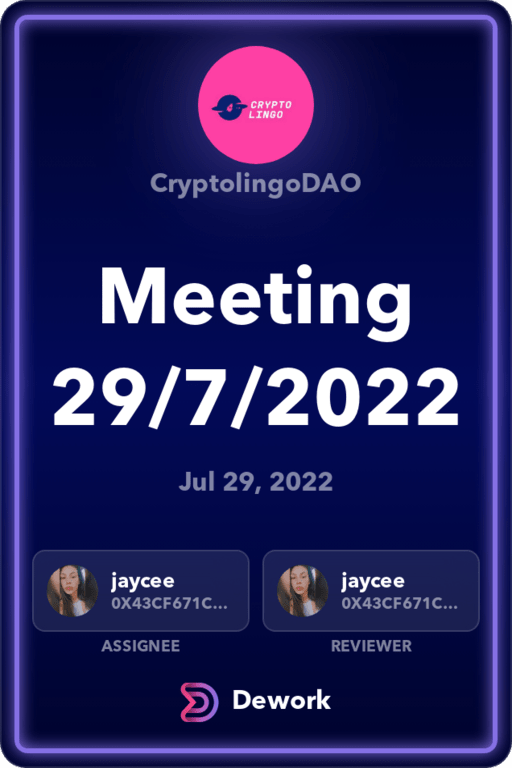 CRYPTO
LINGO
CryptolingoDAO
Meeting
29/7/2022
Jul 29, 2022
jaycee
0X43CF671C...
ASSIGNEE
jaycee
0X43CF671C...
REVIEWER
Dework